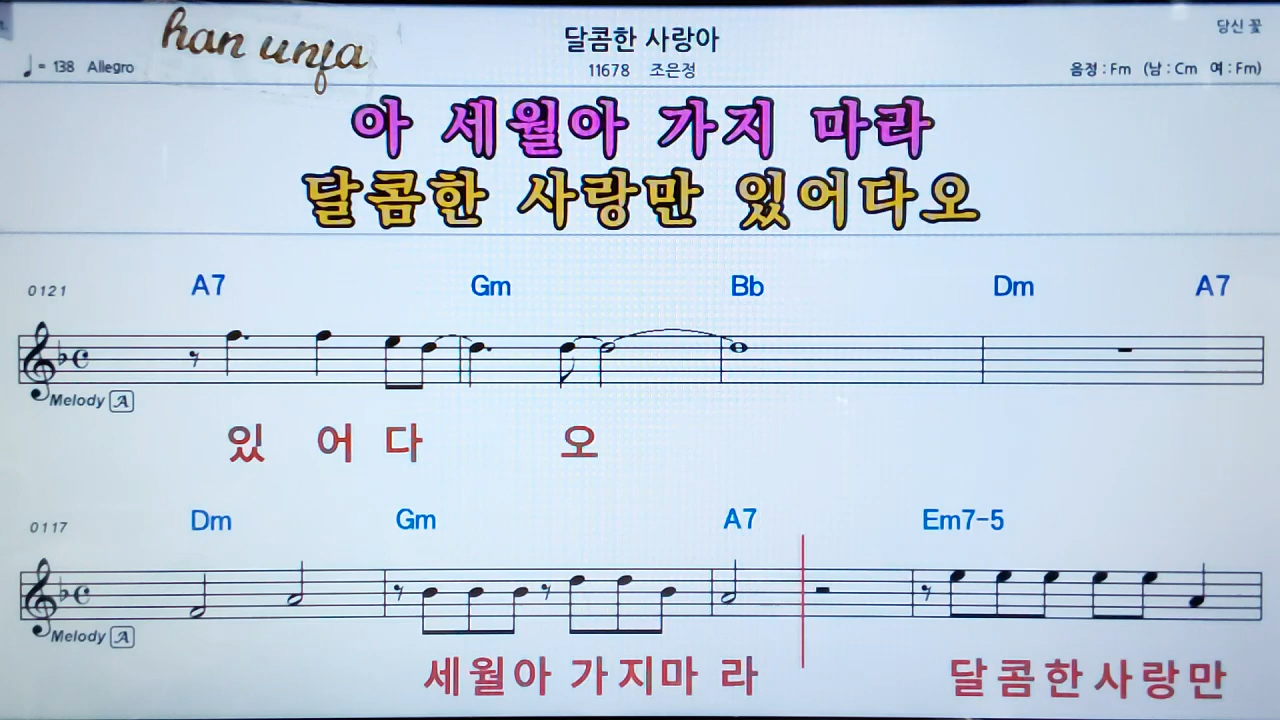 han unja
달콤한 사랑아
당신 꽃
♩ = 138 Allegro
11678 조은정
음정 : Fm (남 : Cm 여 : Fm)
아 세월아 가지 마라
달콤한 사랑만 있어다오
0121 A7 Gm Bb Dm A7
Melody A
있 어 다 오
0117 Dm Gm A7 Em7-5
Melody A
세월아 가지마 라 달콤한사랑만